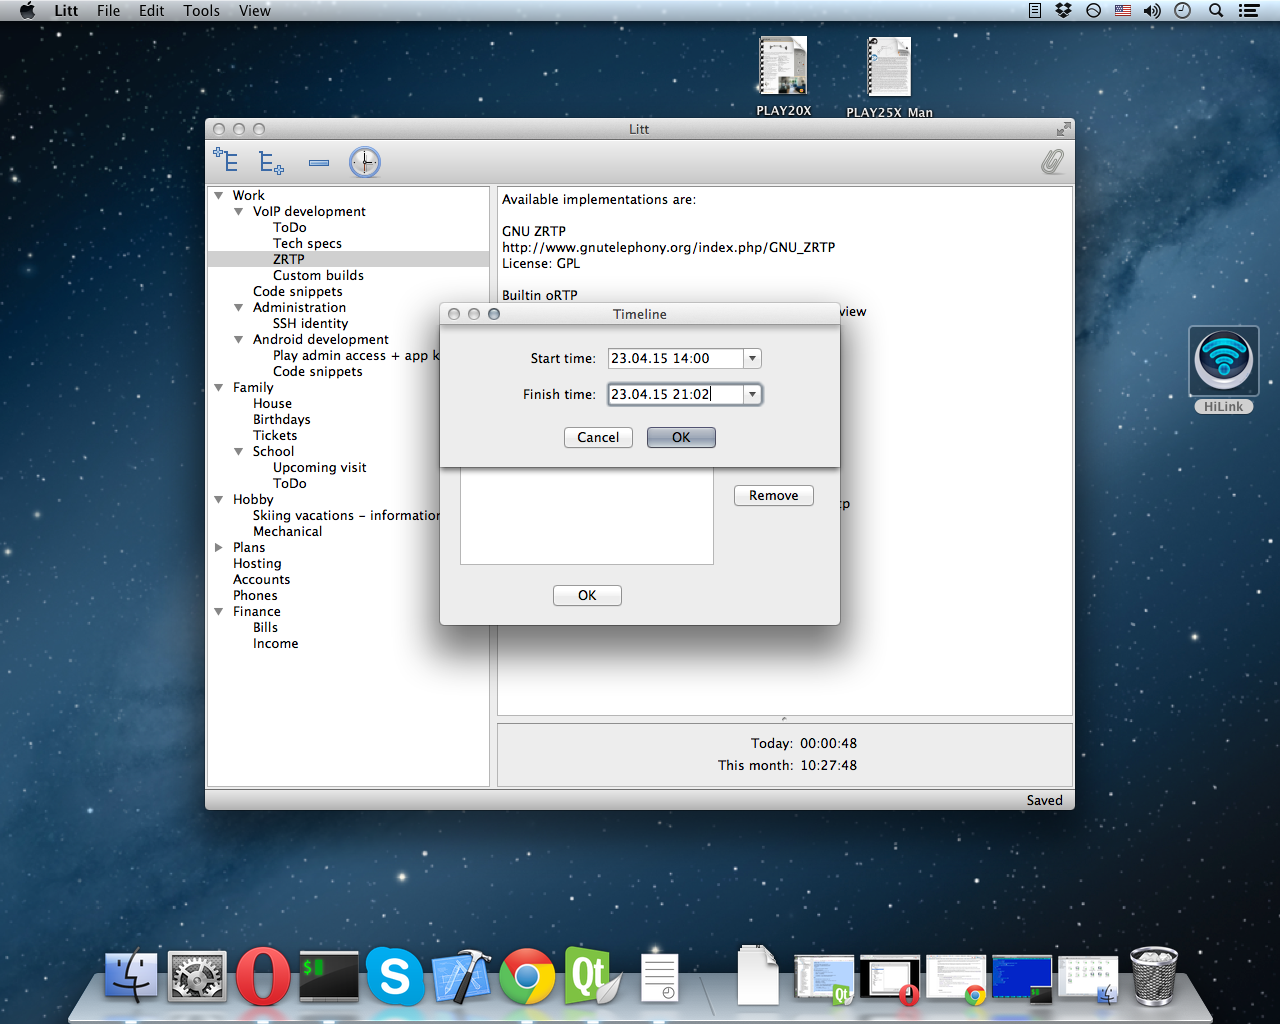 Litt File Edit Tools View
PLAY20X
PLAY25X Man
Litt
Work
VoIP development
ToDo
Tech specs
ZRTP
Custom builds
Code snippets
Administration
SSH identity
Android development
Play admin access + app k
Code snippets
Family
House
Birthdays
Tickets
School
Upcoming visit
ToDo
Hobby
Skiing vacations - information
Mechanical
Plans
Hosting
Accounts
Phones
Finance
Bills
Income
Available implementations are:
GNU ZRTP
http://www.gnutelephony.org/index.php/GNU_ZRTP
License: GPL
Builtin oRTP
view
tp
Timeline
Start time: 23.04.15 14:00
Finish time: 23.04.15 21:02
Cancel OK
Remove
OK
Today: 00:00:48
This month: 10:27:48
Saved
HiLink
$
Qt